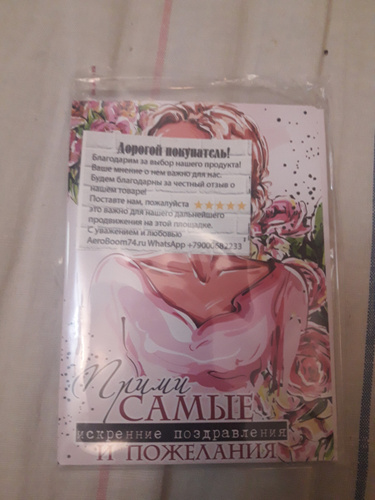 Дорогой покупатель!
Благодарим за выбор нашего продукта!
Ваше мнение о нем важно для нас.
Будем благодарны за честный отзыв о
нашем товаре!
Поставте нам, пожалуйста
это важно для нашего дальнейшего
продвижения на этой площадке.
С уважением и любовью
AeroBoom74.ru WhatsApp +79000682233
Прими
САМЫЕ
искренние поздравления
И ПОЖЕЛАНИЯ